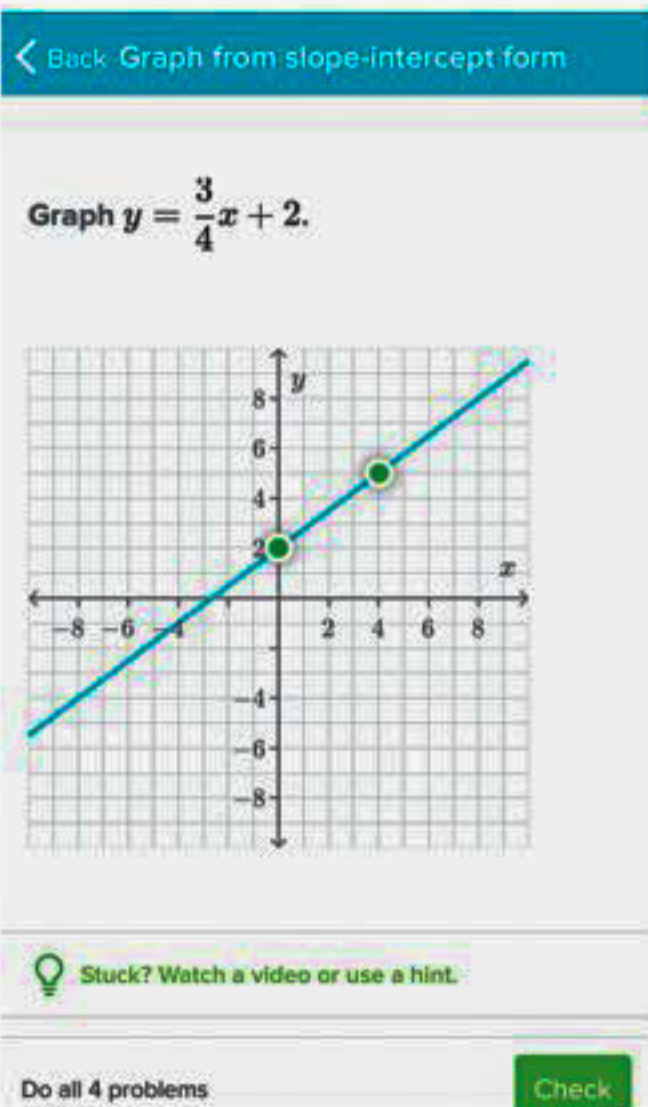 Back Graph from slope-intercept form
Graph y = 3/4 x + 2.
y
8
6
4
2
x
−8 −6 −4 2 4 6 8
−4
−6
−8
Stuck? Watch a video or use a hint.
Do all 4 problems
Check